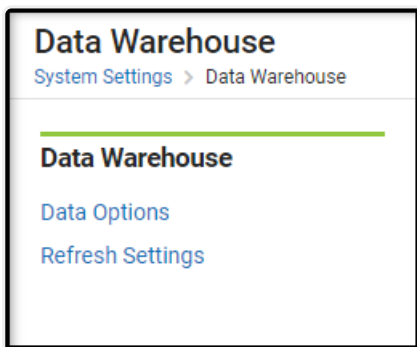 Data Warehouse
System Settings > Data Warehouse
Data Warehouse
Data Options
Refresh Settings